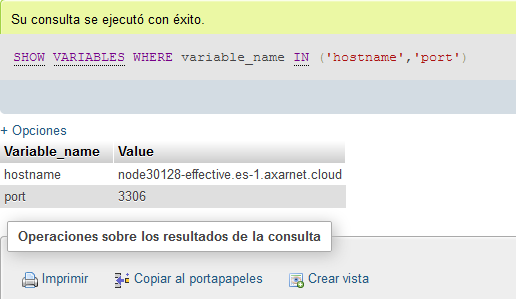 Su consulta se ejecutó con éxito.
SHOW VARIABLES WHERE variable_name IN ('hostname','port')
+ Opciones
Variable_name Value
hostname node30128-effective.es-1.axarnet.cloud
port 3306
Operaciones sobre los resultados de la consulta
Imprimir Copiar al portapapeles Crear vista